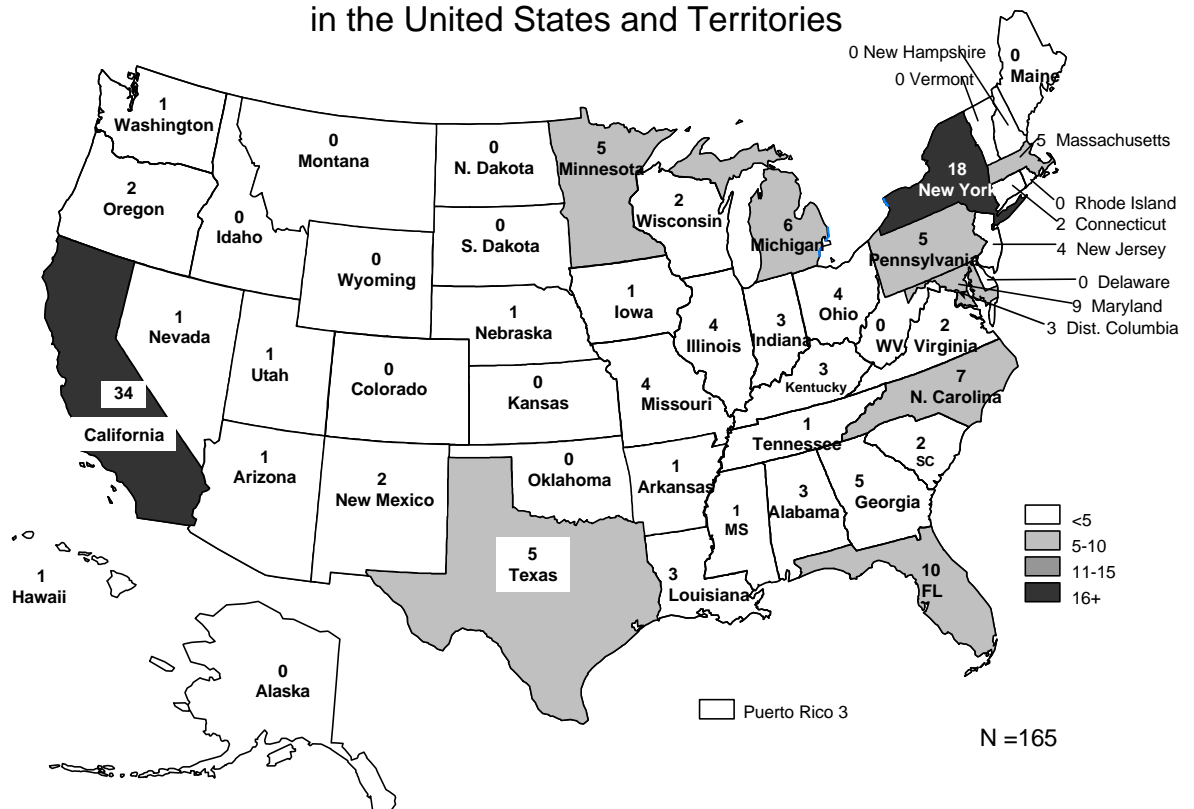 in the United States and Territories
0 New Hampshire
0
Maine
0 Vermont
1
Washington
0
Montana
0
N. Dakota
5
Minnesota
5 Massachusetts
18
New York
2
Oregon
0
Idaho
2
Wisconsin
0 Rhode Island
2 Connecticut
0
S. Dakota
6
Michigan
4 New Jersey
5
Pennsylvania
0
Wyoming
0 Delaware
9 Maryland
3 Dist. Columbia
1
Nevada
1
Nebraska
1
Iowa
4
Illinois
3
Indiana
4
Ohio
0
WV
2
Virginia
1
Utah
0
Colorado
0
Kansas
4
Missouri
3
Kentucky
7
N. Carolina
34
California
1
Tennessee
2
SC
1
Arizona
2
New Mexico
0
Oklahoma
1
Arkansas
1
MS
3
Alabama
5
Georgia
<5
5-10
11-15
16+
5
Texas
3
Louisiana
10
FL
1
Hawaii
0
Alaska
Puerto Rico 3
N =165